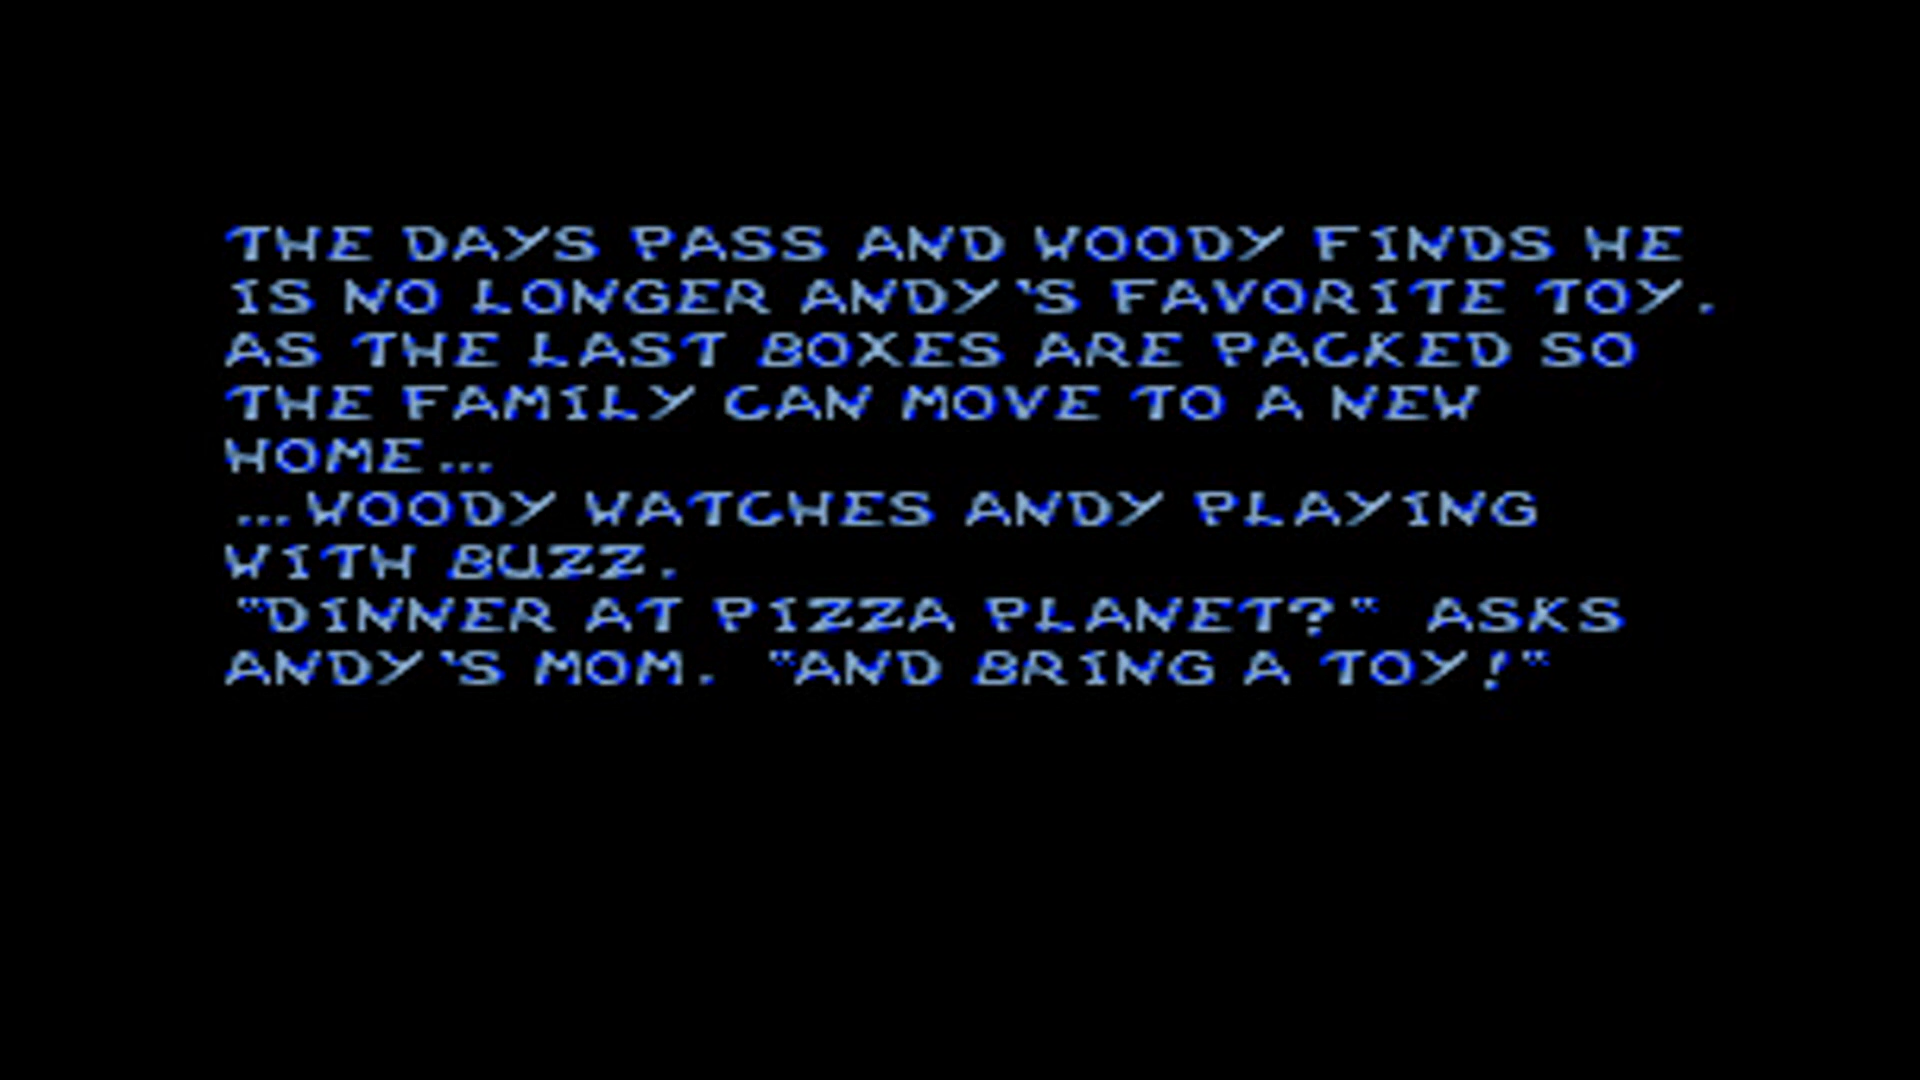 THE DAYS PASS AND WOODY FINDS HE
IS NO LONGER ANDY'S FAVORITE TOY.
AS THE LAST BOXES ARE PACKED SO
THE FAMILY CAN MOVE TO A NEW
HOME...
...WOODY WATCHES ANDY PLAYING
WITH BUZZ.
"DINNER AT PIZZA PLANET?" ASKS
ANDY'S MOM. "AND BRING A TOY!"